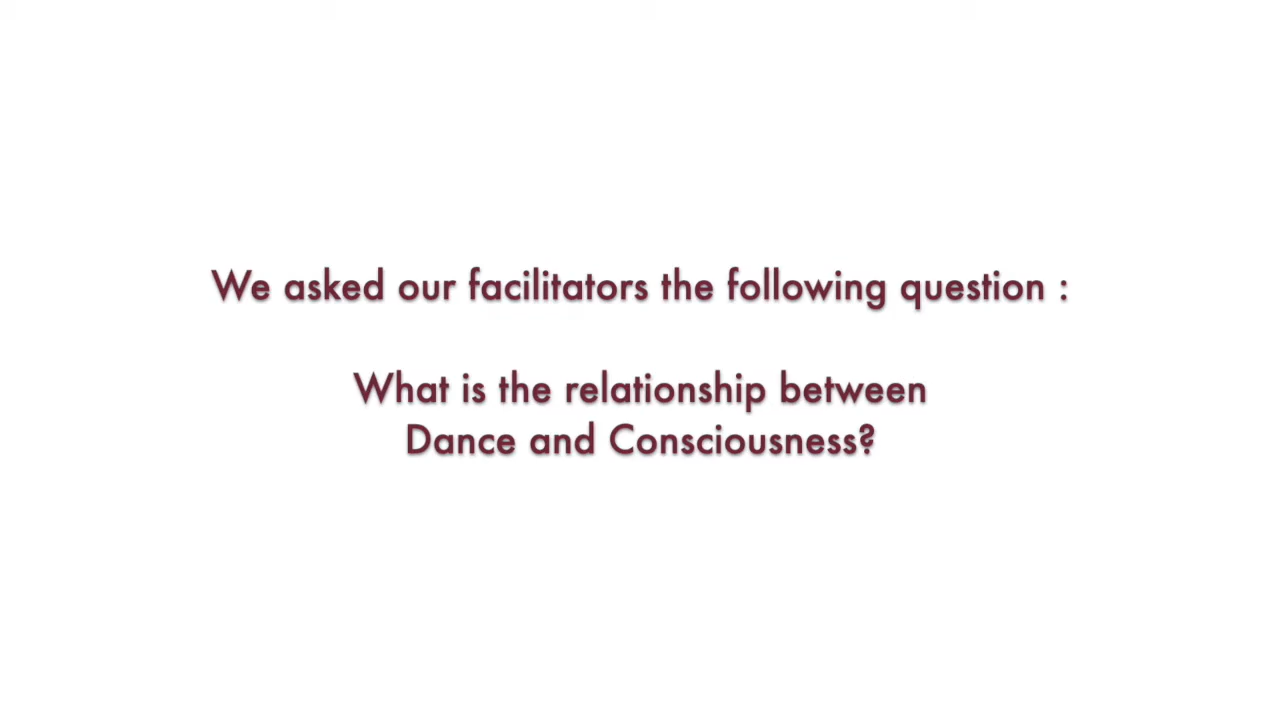 We asked our facilitators the following question :
What is the relationship between
Dance and Consciousness?